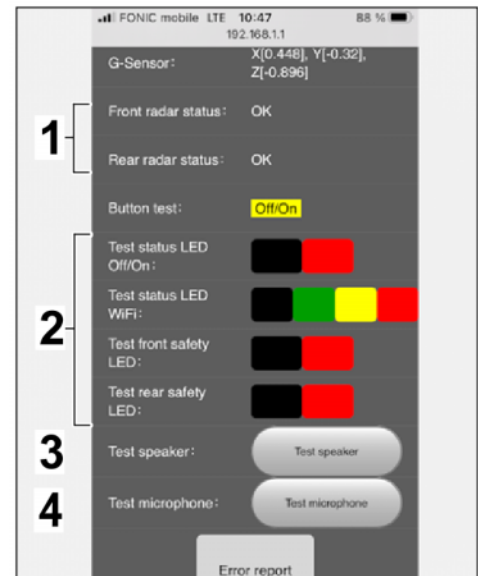 FONIC mobile LTE 10:47 88 %
192.168.1.1
G-Sensor: X[0.448], Y[-0.32],
Z[-0.896]
1
Front radar status: OK
Rear radar status: OK
Button test: Off/On
2
Test status LED
Off/On:
Test status LED
WiFi:
Test front safety
LED:
Test rear safety
LED:
3 Test speaker: Test speaker
4 Test microphone: Test microphone
Error report